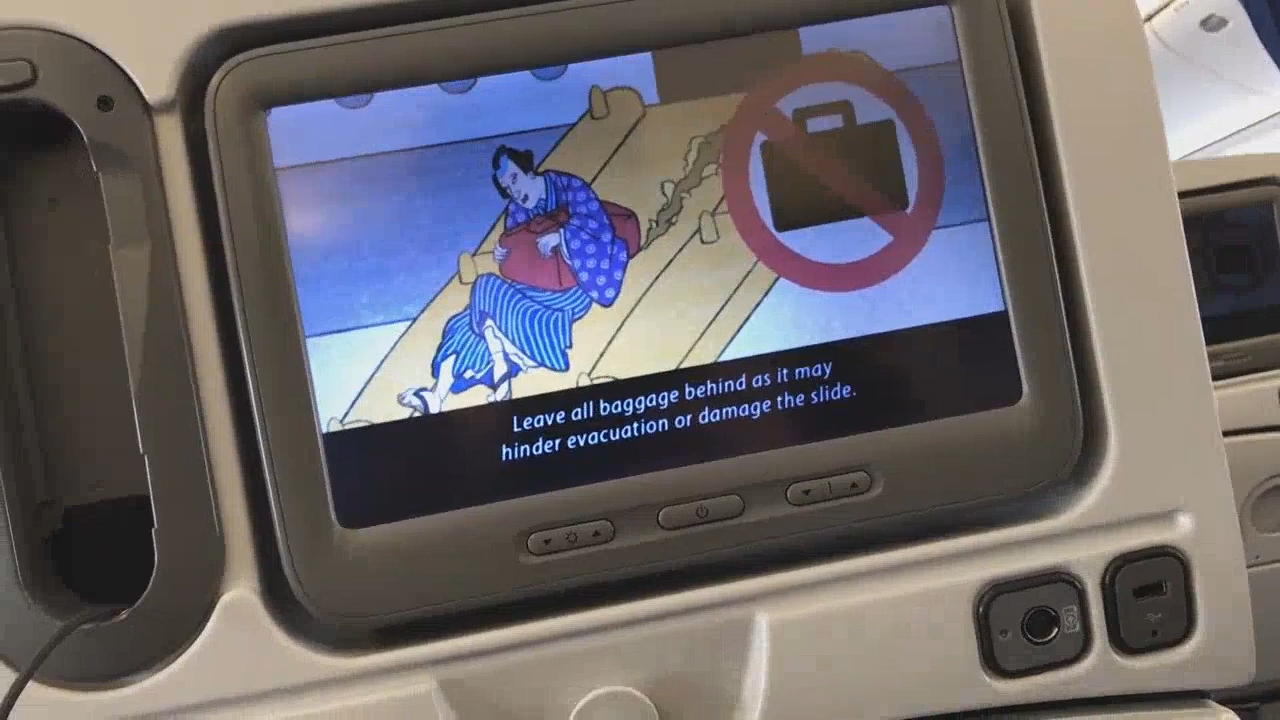 Leave all baggage behind as it may
hinder evacuation or damage the slide.